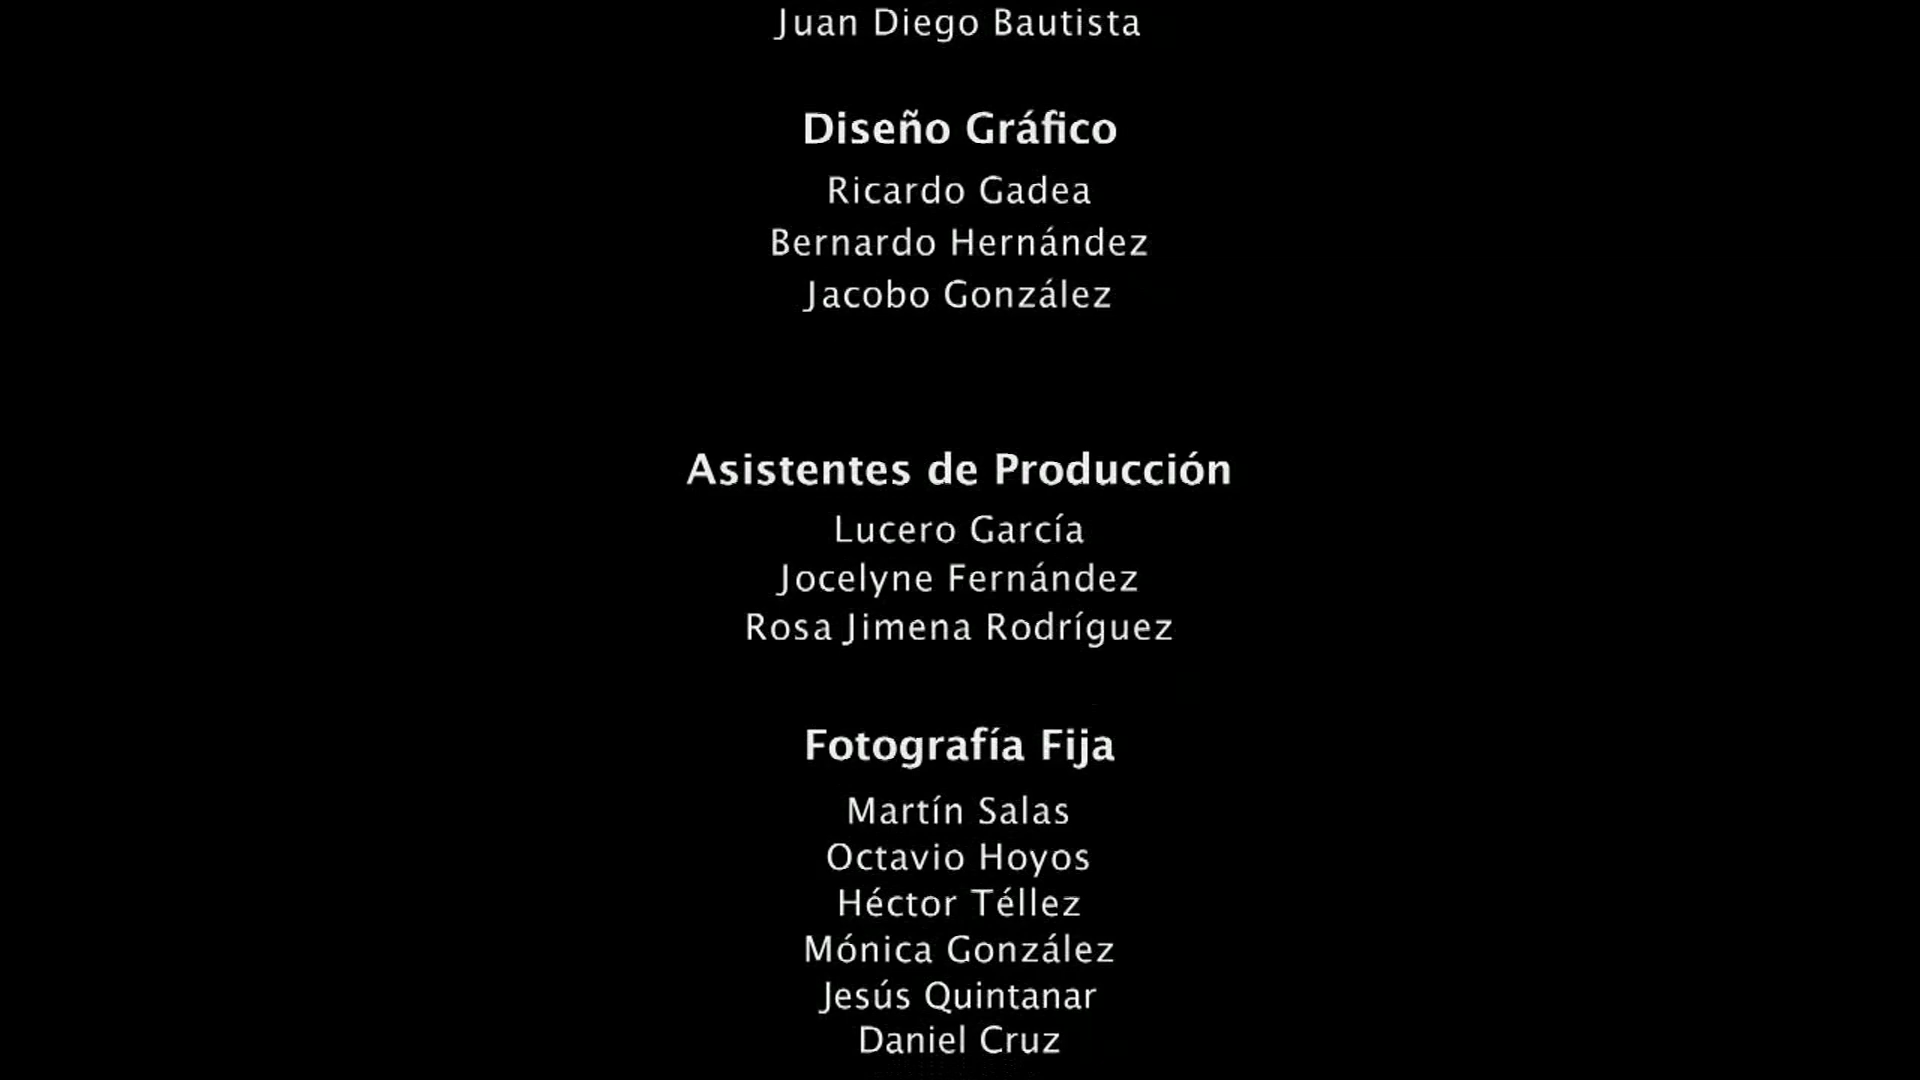 Juan Diego Bautista
Diseño Gráfico
Ricardo Gadea
Bernardo Hernández
Jacobo González
Asistentes de Producción
Lucero García
Jocelyne Fernández
Rosa Jimena Rodríguez
Fotografía Fija
Martín Salas
Octavio Hoyos
Héctor Téllez
Mónica González
Jesús Quintanar
Daniel Cruz